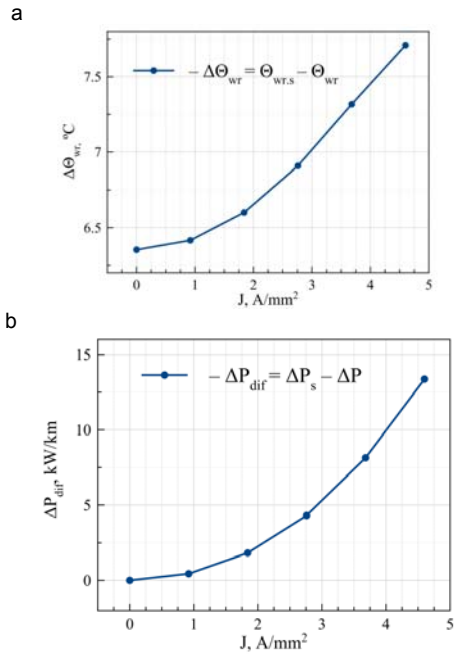 a
– ΔΘwr = Θwr.s – Θwr
7.5
7
6.5
ΔΘwr, ºC
0 1 2 3 4 5
J, A/mm²
b
– ΔPdif = ΔPs – ΔP
15
10
5
0
ΔPdif, kW/km
0 1 2 3 4 5
J, A/mm²